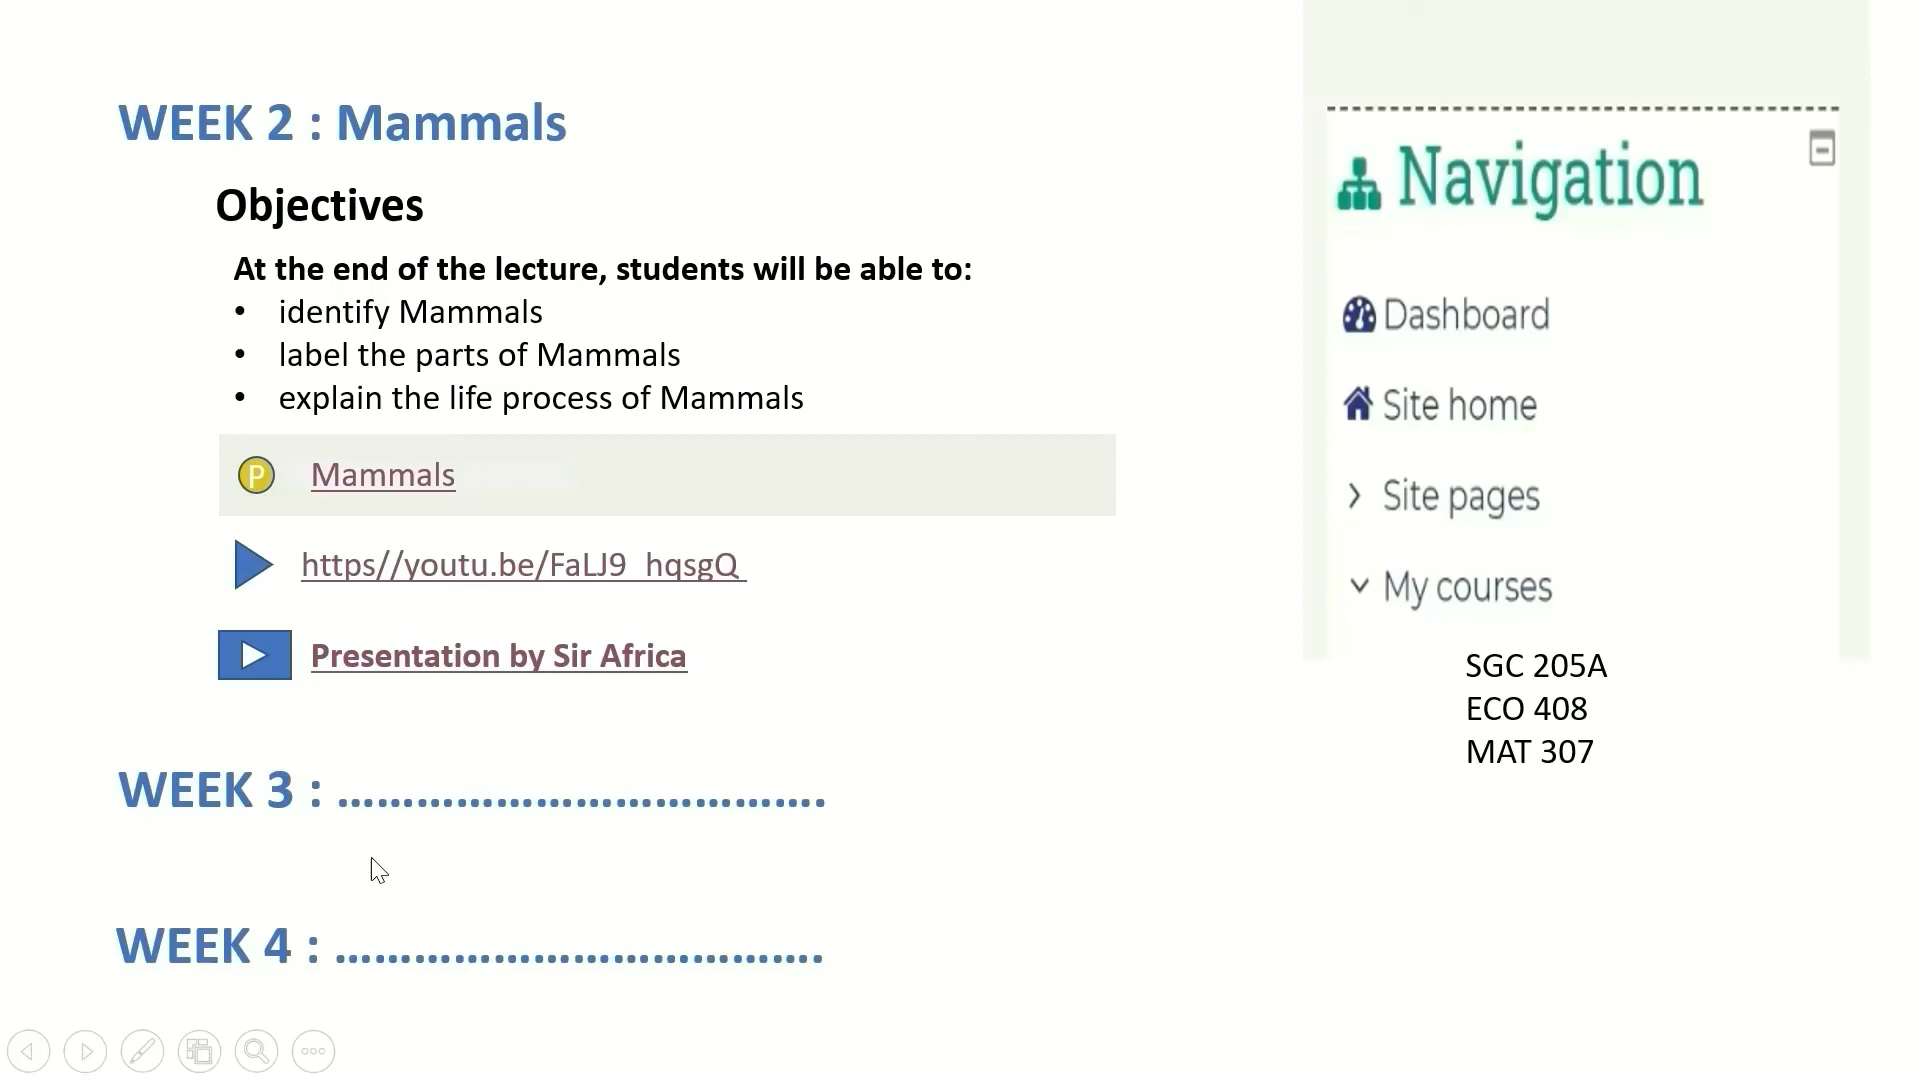 WEEK 2 : Mammals
Objectives
At the end of the lecture, students will be able to:
• identify Mammals
• label the parts of Mammals
• explain the life process of Mammals
P Mammals
https//youtu.be/FaLJ9_hqsgQ
Presentation by Sir Africa
WEEK 3 : ......................................
WEEK 4 : ......................................
Navigation
Dashboard
Site home
Site pages
My courses
SGC 205A
ECO 408
MAT 307